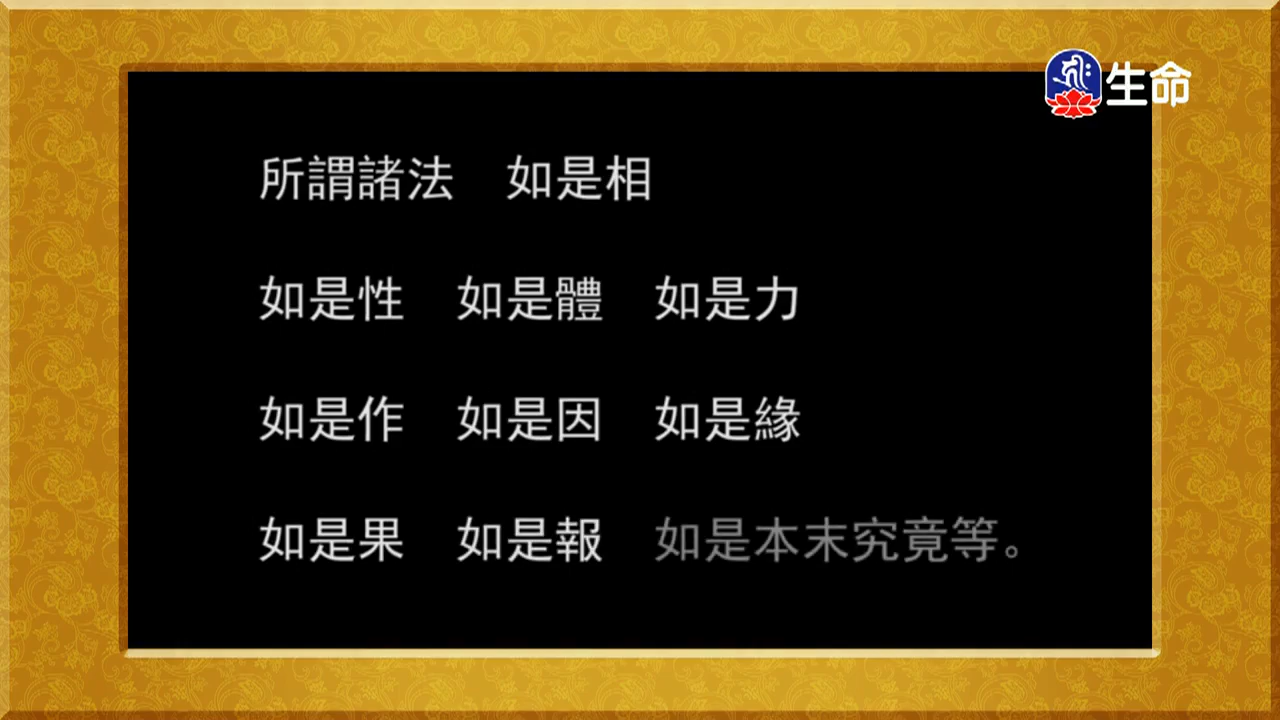 生命
所謂諸法　如是相
如是性　如是體　如是力
如是作　如是因　如是緣
如是果　如是報　如是本末究竟等。